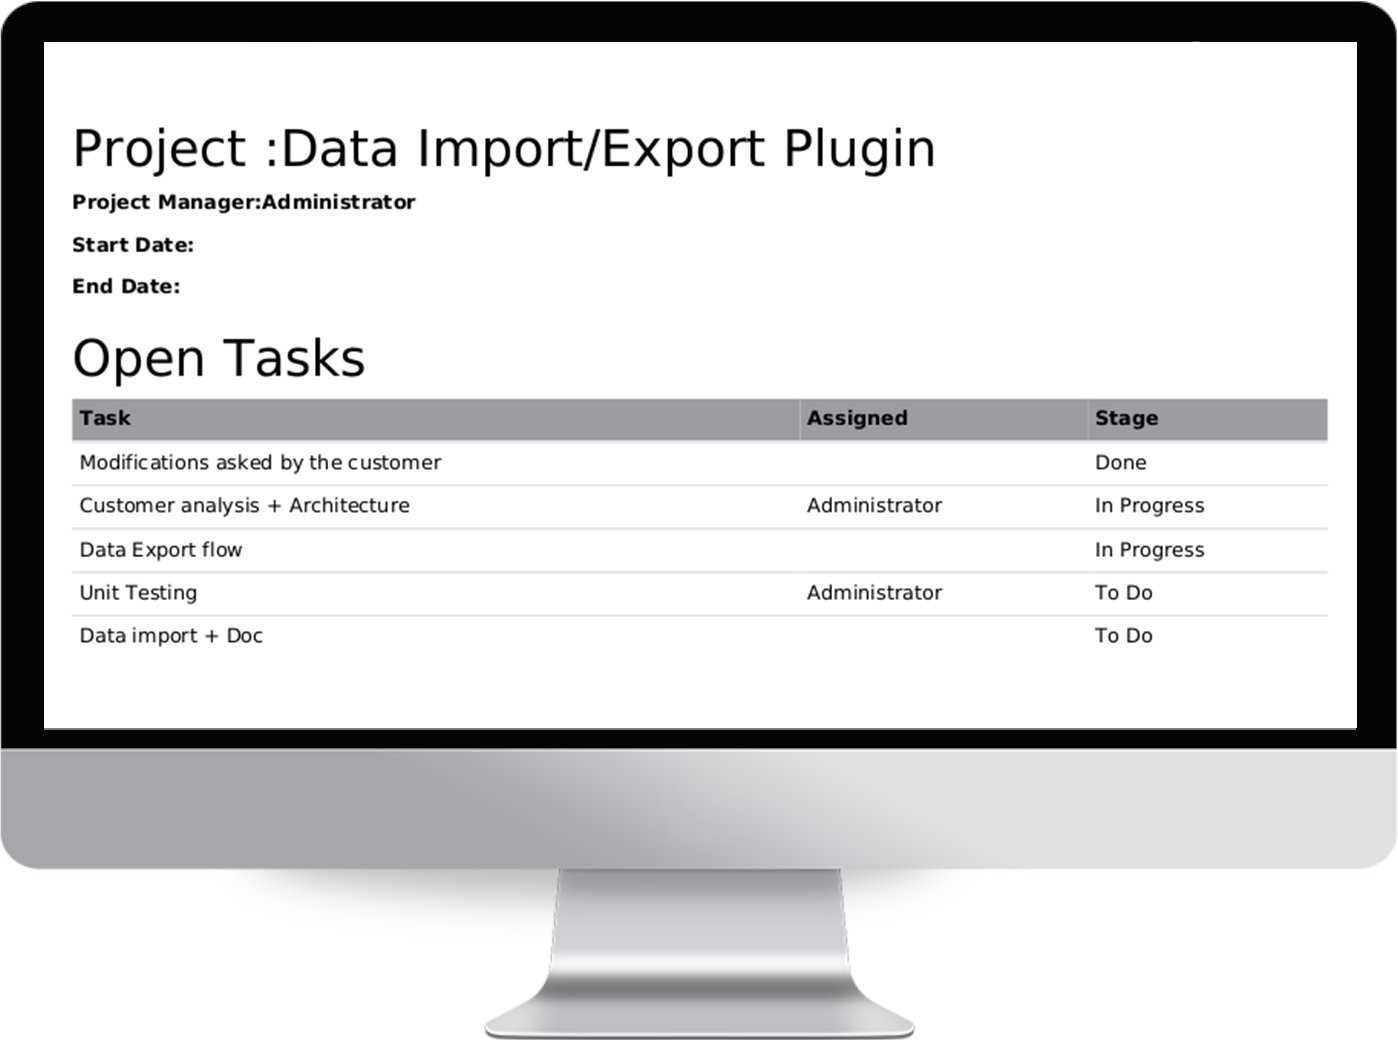 Project :Data Import/Export Plugin
Project Manager:Administrator
Start Date:
End Date:
Open Tasks
Task Assigned Stage
Modifications asked by the customer Done
Customer analysis + Architecture Administrator In Progress
Data Export flow In Progress
Unit Testing Administrator To Do
Data import + Doc To Do